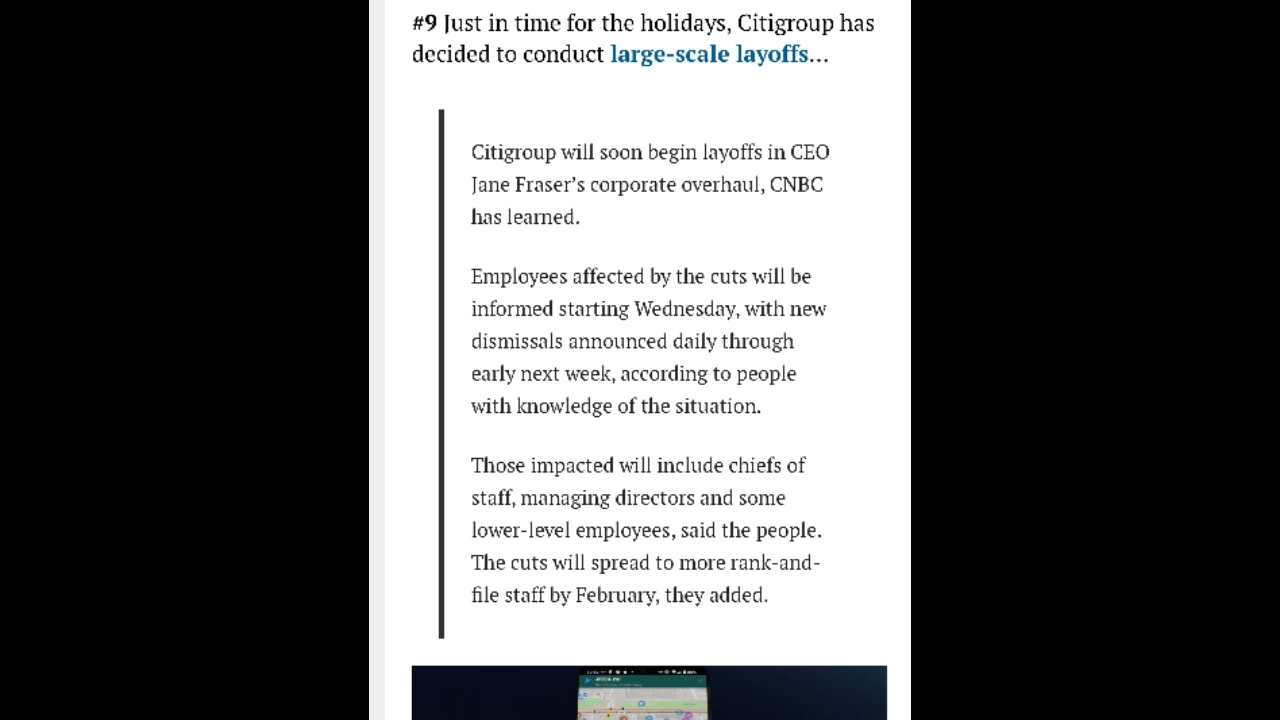 #9 Just in time for the holidays, Citigroup has
decided to conduct large-scale layoffs...
Citigroup will soon begin layoffs in CEO
Jane Fraser’s corporate overhaul, CNBC
has learned.
Employees affected by the cuts will be
informed starting Wednesday, with new
dismissals announced daily through
early next week, according to people
with knowledge of the situation.
Those impacted will include chiefs of
staff, managing directors and some
lower-level employees, said the people.
The cuts will spread to more rank-and-
file staff by February, they added.